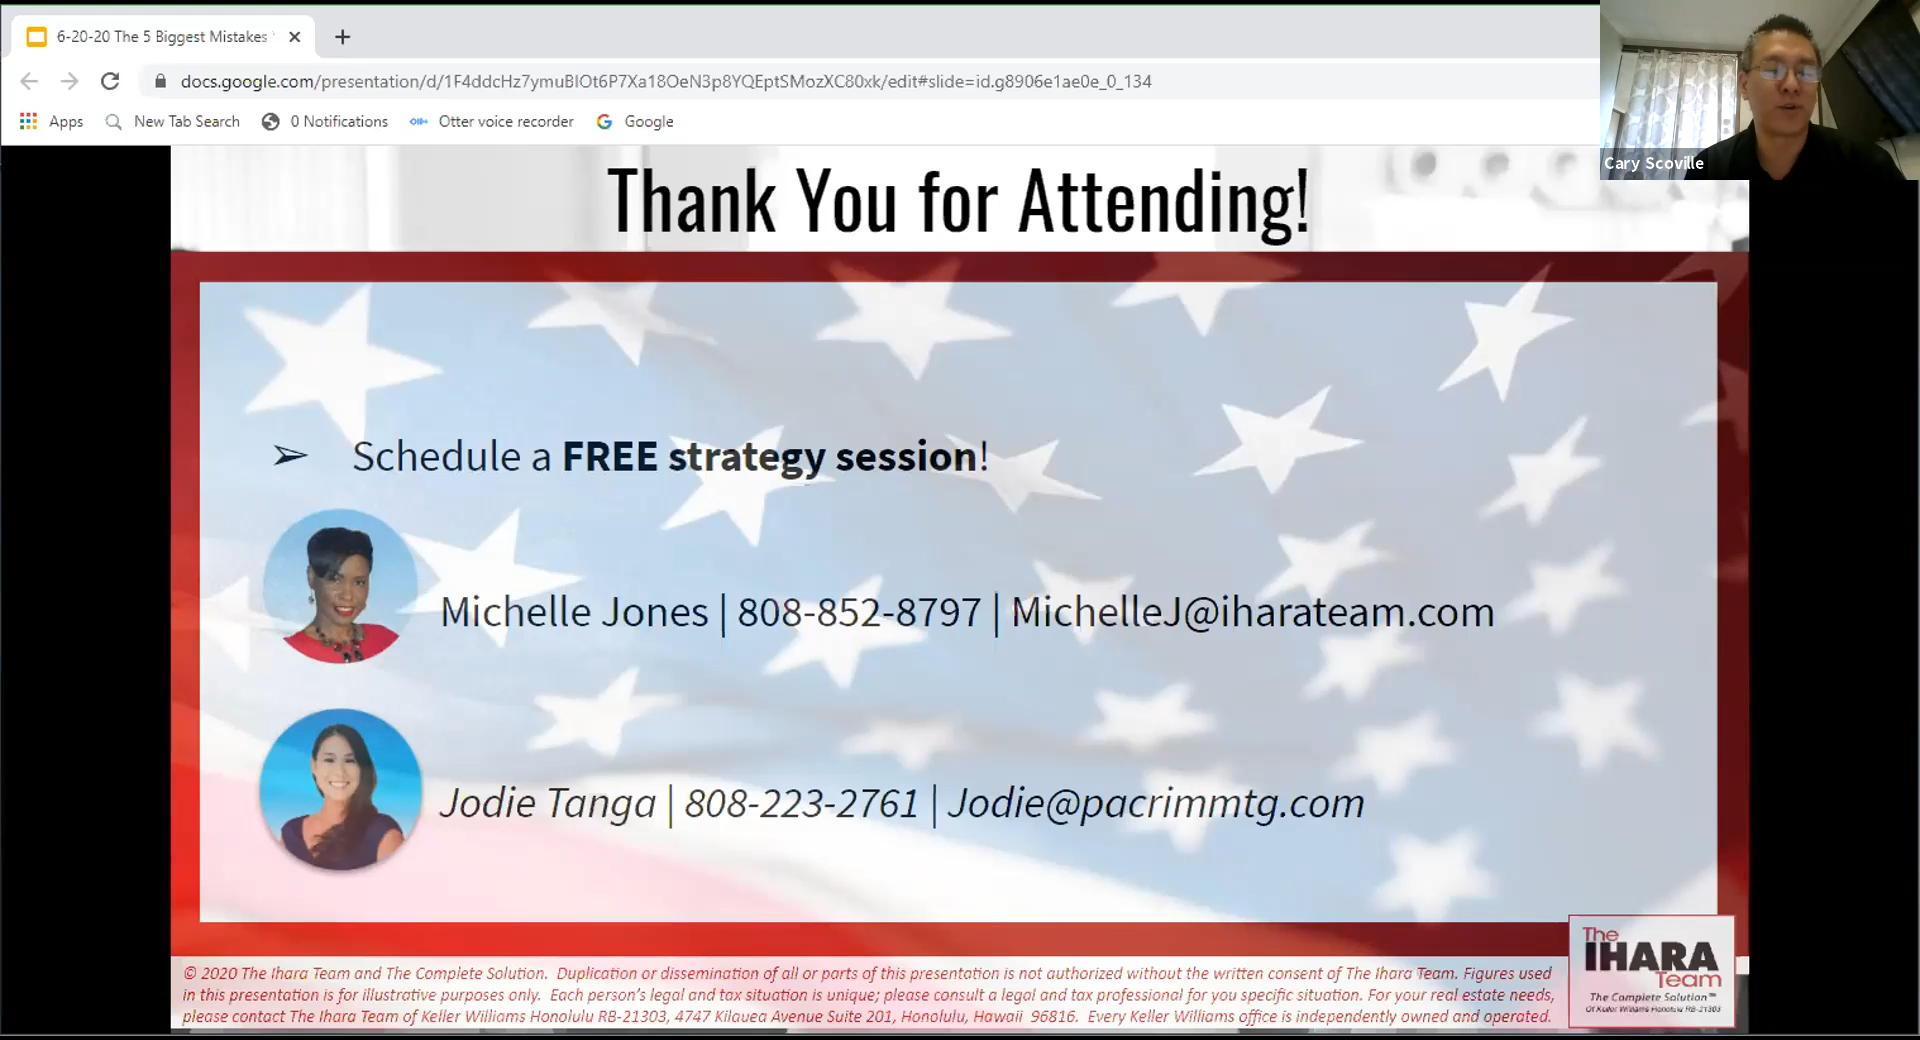 6-20-20 The 5 Biggest Mistakes
docs.google.com/presentation/d/1F4ddcHz7ymuBIOt6P7Xa18OeN3p8YQEptSMozXC80xk/edit#slide=id.g8906e1ae0e_0_134
Apps New Tab Search 0 Notifications Otter voice recorder Google
Cary Scoville
Thank You for Attending!
➢ Schedule a FREE strategy session!
Michelle Jones | 808-852-8797 | MichelleJ@iharateam.com
Jodie Tanga | 808-223-2761 | Jodie@pacrimmtg.com
© 2020 The Ihara Team and The Complete Solution. Duplication or dissemination of all or parts of this presentation is not authorized without the written consent of The Ihara Team. Figures used
in this presentation is for illustrative purposes only. Each person's legal and tax situation is unique; please consult a legal and tax professional for you specific situation. For your real estate needs,
please contact The Ihara Team of Keller Williams Honolulu RB-21303, 4747 Kilauea Avenue Suite 201, Honolulu, Hawaii 96816. Every Keller Williams office is independently owned and operated.
The
IHARA
Team
The Complete Solution™
Of Keller Williams Honolulu RB-21303